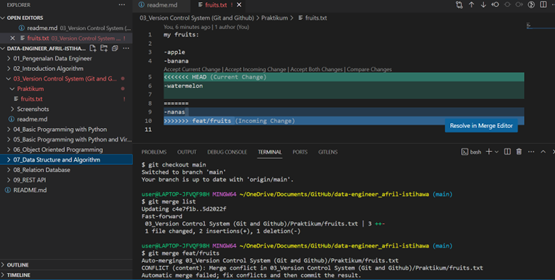 EXPLORER
OPEN EDITORS
readme.md 03_Version Control System (...
fruits.txt 03_Version Control System ...
DATA-ENGINEER_AFRIL-ISTIHA...
01_Pengenalan Data Engineer
02_Introduction Algorithm
03_Version Control System (Git and G...
Praktikum
fruits.txt
Screenshots
readme.md
04_Basic Programming with Python
05_Basic Programming with Python and Vir...
06_Object Oriented Programming
07_Data Structure and Algorithm
08_Relation Database
09_REST API
README.md
OUTLINE
TIMELINE
readme.md
fruits.txt
03_Version Control System (Git and Github) > Praktikum > fruits.txt
You, 6 minutes ago | 1 author (You)
1 my fruits:
2
3 -apple
4 -banana
Accept Current Change | Accept Incoming Change | Accept Both Changes | Compare Changes
5 <<<<<<< HEAD (Current Change)
6 -watermelon
7
8 =======
9 -nanas
10 >>>>>>> feat/fruits (Incoming Change)
11
Resolve in Merge Editor
PROBLEMS OUTPUT DEBUG CONSOLE TERMINAL PORTS GITLENS
bash
$ git checkout main
Switched to branch 'main'
Your branch is up to date with 'origin/main'.
user@LAPTOP-JFVQF98H MINGW64 ~/OneDrive/Documents/GitHub/data-engineer_afril-istihawa (main)
$ git merge list
Updating c4e7f1b..5d2022f
Fast-forward
03_Version Control System (Git and Github)/Praktikum/fruits.txt | 3 ++-
1 file changed, 2 insertions(+), 1 deletion(-)
user@LAPTOP-JFVQF98H MINGW64 ~/OneDrive/Documents/GitHub/data-engineer_afril-istihawa (main)
$ git merge feat/fruits
Auto-merging 03_Version Control System (Git and Github)/Praktikum/fruits.txt
CONFLICT (content): Merge conflict in 03_Version Control System (Git and Github)/Praktikum/fruits.txt
Automatic merge failed; fix conflicts and then commit the result.